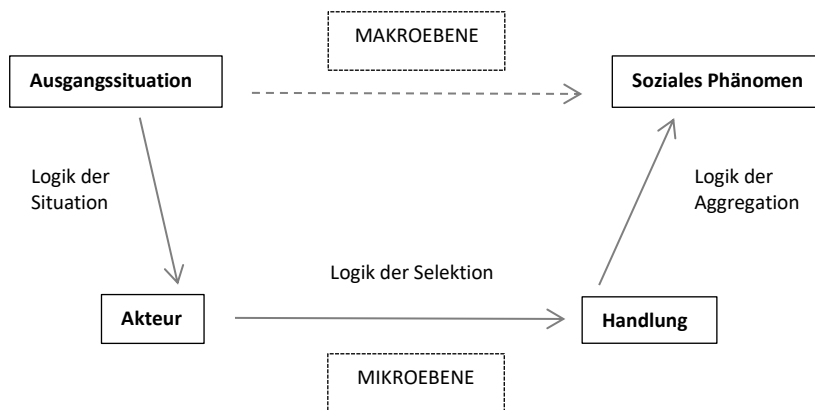 MAKROEBENE
Ausgangssituation
Soziales Phänomen
Logik der
Situation
Logik der
Aggregation
Logik der Selektion
Akteur
Handlung
MIKROEBENE